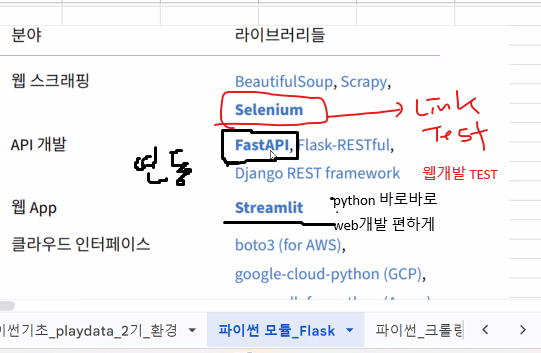 분야 라이브러리들
웹 스크래핑 BeautifulSoup, Scrapy,
Selenium
Link
Test
API 개발 FastAPI, Flask-RESTful,
연동
Django REST framework 웹개발 TEST
웹 App Streamlit python 바로바로
web개발 편하게
클라우드 인터페이스 boto3 (for AWS),
google-cloud-python (GCP),
이썬기초_playdata_2기_환경 파이썬 모듈_Flask 파이썬_크롤링